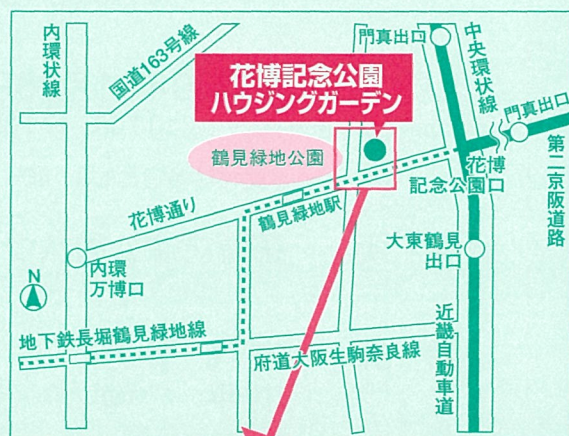 内環状線
国道163号線
門真出口
中央環状線
花博記念公園
ハウジングガーデン
門真出口
鶴見緑地公園
花博
記念公園口
第二京阪道路
花博通り
鶴見緑地駅
大東鶴見
出口
内環
万博口
N
地下鉄長堀鶴見緑地線
府道大阪生駒奈良線
近畿自動車道